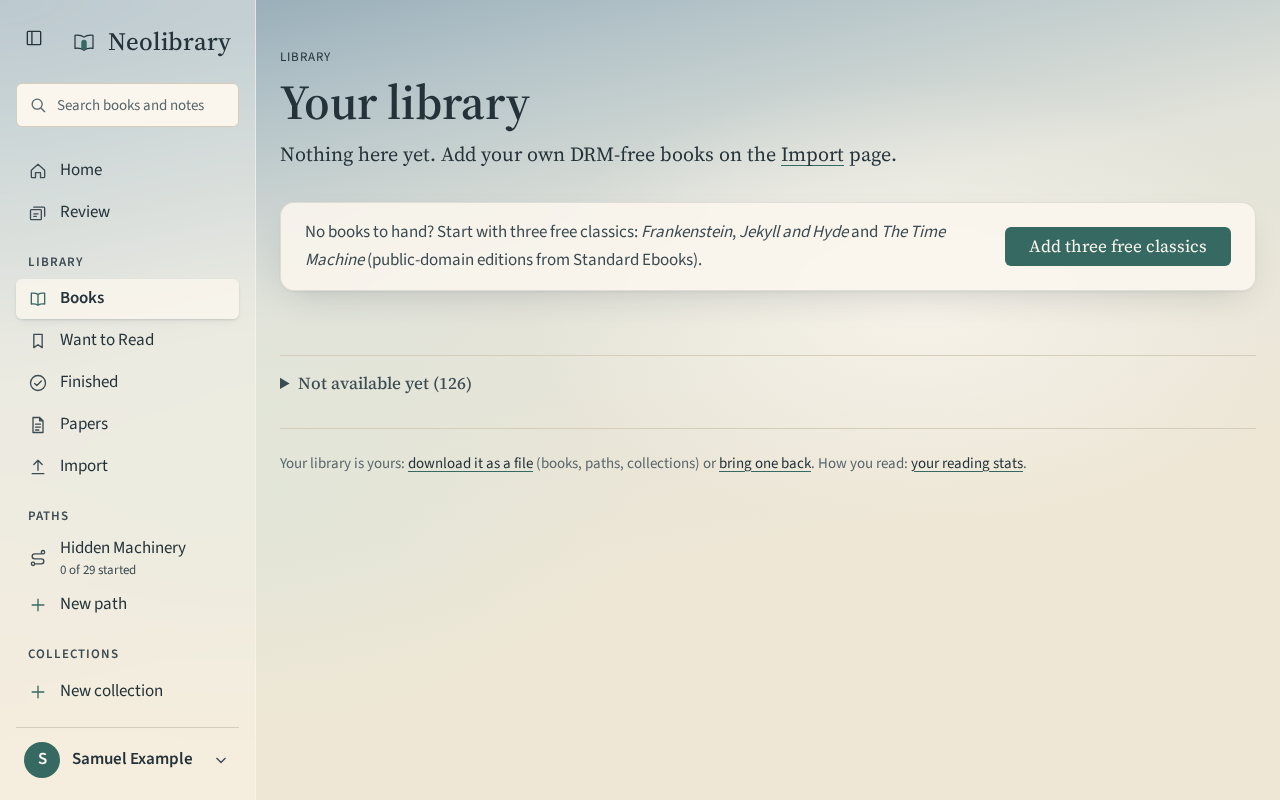 Neolibrary
Search books and notes
Home
Review
LIBRARY
Books
Want to Read
Finished
Papers
Import
PATHS
Hidden Machinery
0 of 29 started
New path
COLLECTIONS
New collection
S
Samuel Example
LIBRARY
Your library
Nothing here yet. Add your own DRM-free books on the Import page.
No books to hand? Start with three free classics: Frankenstein, Jekyll and Hyde and The Time
Machine (public-domain editions from Standard Ebooks).
Add three free classics
Not available yet (126)
Your library is yours: download it as a file (books, paths, collections) or bring one back. How you read: your reading stats.